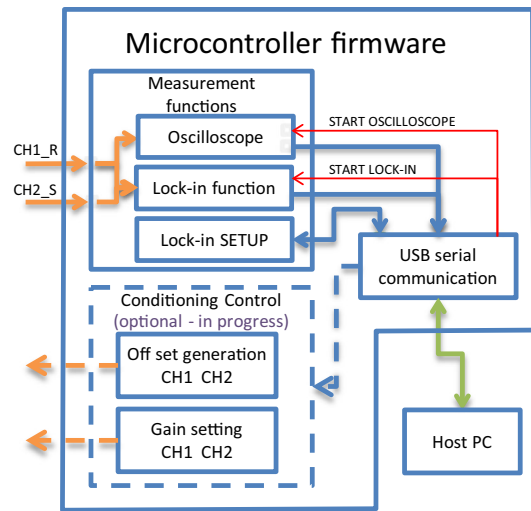 Microcontroller firmware
Measurement
functions
Oscilloscope
START OSCILLOSCOPE
CH1_R
Lock-in function
START LOCK-IN
CH2_S
Lock-in SETUP
USB serial
communication
Conditioning Control
(optional - in progress)
Off set generation
CH1 CH2
Gain setting
CH1 CH2
Host PC